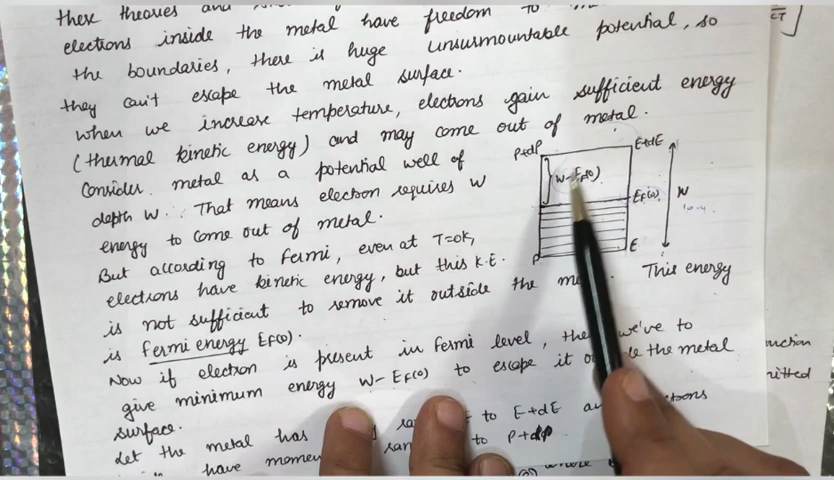 these theories and
elections inside the metal have freedom to
the boundaries, there is huge unsurmountable potential, so
they can't escape the metal surface.
when we increase temperature, electrons gain sufficient energy
(thermal kinetic energy) and may come out of metal.
Consider metal as a potential well of
depth W. That means electron requires W
energy to come out of metal.
But according to Fermi, even at T=0K,
electrons have kinetic energy, but this K.E.
is not sufficient to remove it outside the This energy
is fermi energy EF(0).
Now if electron is present in fermi level, we've to
give minimum energy W-EF(0) to escape it the metal
surface.
Let the metal has to E+dE
have to P+dP
P+dP
E+dE
W-EF(0)
EF(0)
W
P
E